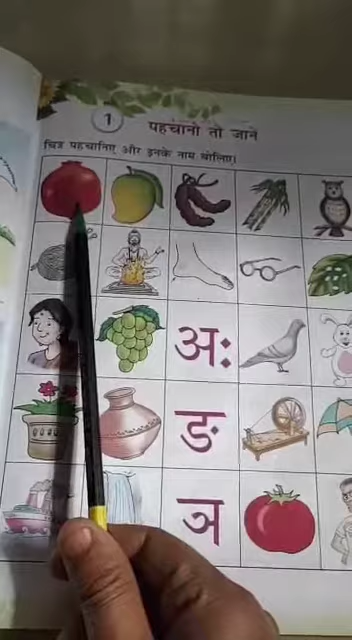 1
पहचानो तो जानें
चित्र पहचानिए और इनके नाम बोलिए।
अः
ङ
ञ